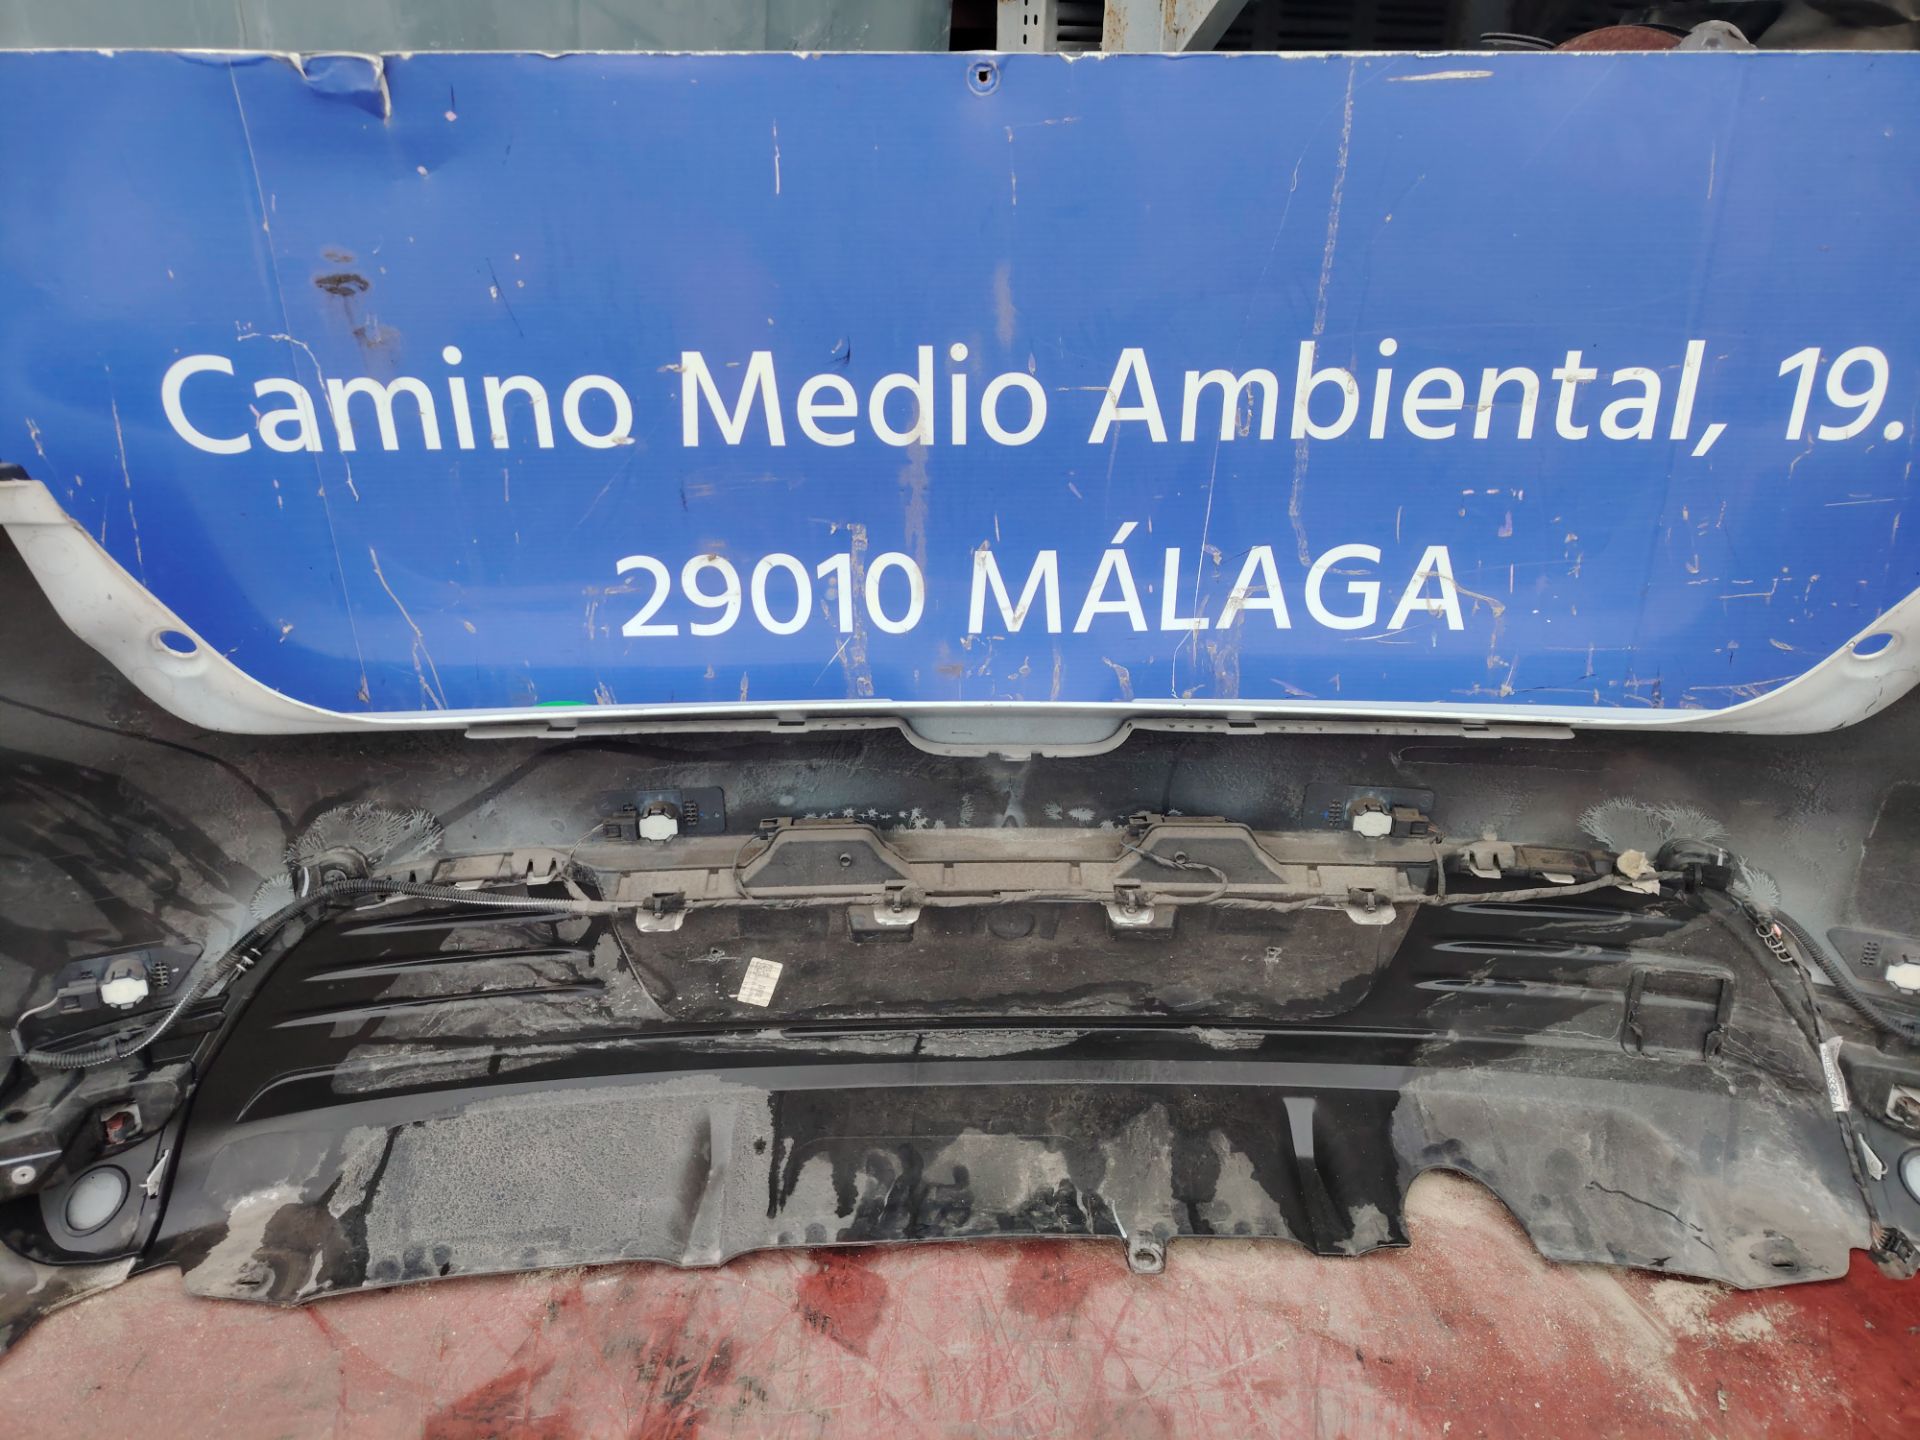 Camino Medio Ambiental, 19.
29010 MÁLAGA